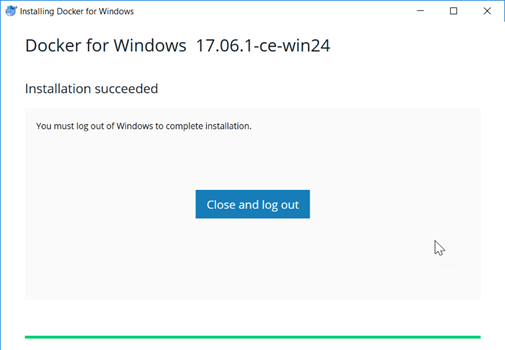 Installing Docker for Windows
Docker for Windows 17.06.1-ce-win24
Installation succeeded
You must log out of Windows to complete installation.
Close and log out